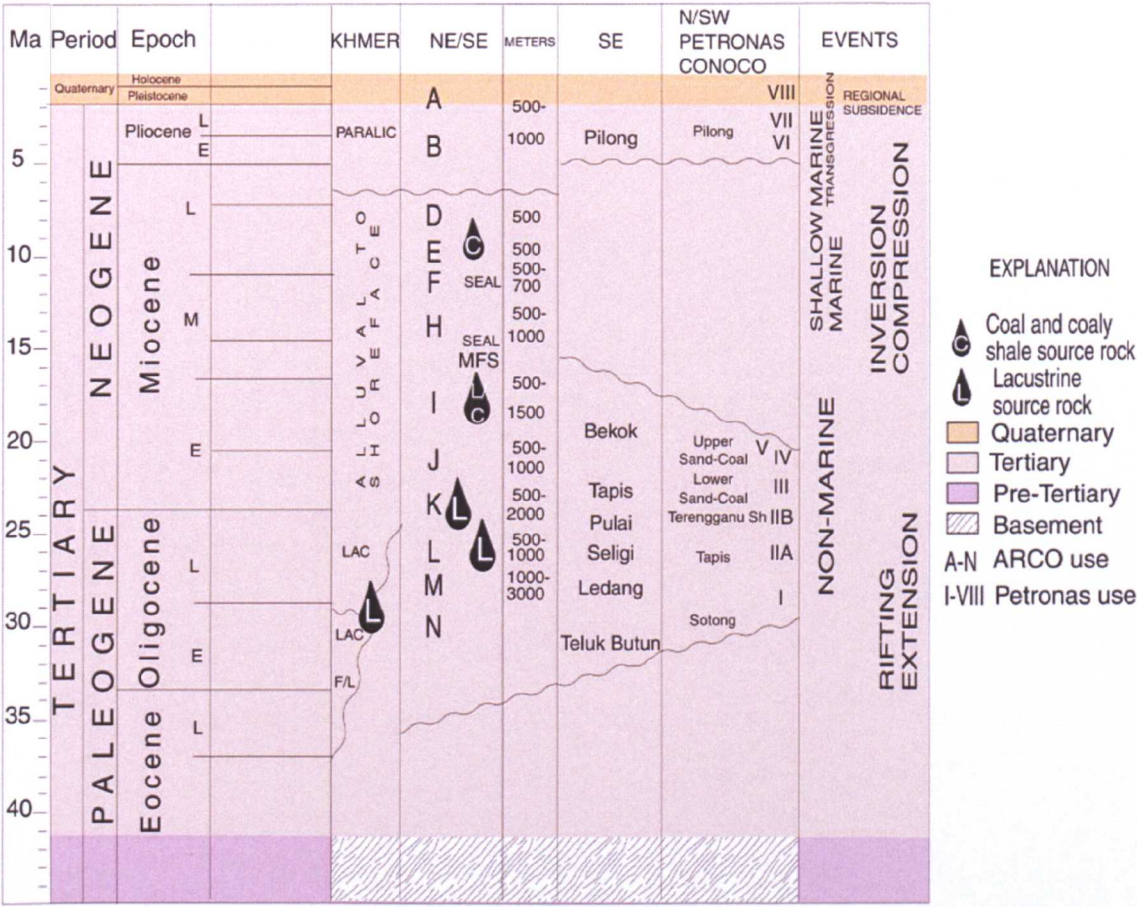 Ma Period Epoch KHMER NE/SE METERS SE N/SW PETRONAS CONOCO EVENTS
Quaternary
Holocene
Pleistocene
A
VIII
REGIONAL
SUBSIDENCE
500-
Pliocene
L
E
PARALIC
B
1000
Pilong
Pilong
VII
VI
5
SHALLOW MARINE
TRANSGRESSION
NEOGENE
Miocene
L
D
500
10
E
C
500
F
SEAL
500-
700
M
H
500-
1000
SEAL
MFS
15
ALLUVAL TO
SHOREFACE
SHALLOW
MARINE
MARINE
INVERSION
COMPRESSION
I
L
C
500-
1500
20
E
Bekok
Upper
Sand-Coal
V
IV
J
500-
1000
Lower
Sand-Coal
III
K
L
500-
2000
Tapis
Pulai
Terengganu Sh
IIB
NON-MARINE
TERTIARY
PALEOGENE
25
Oligocene
L
LAC
L
L
500-
1000
Seligi
Tapis
IIA
M
1000-
3000
Ledang
I
30
L
LAC
N
Sotong
E
Teluk Butun
F/L
RIFTING
EXTENSION
35
Eocene
L
40
EXPLANATION
C
Coal and coaly
shale source rock
L
Lacustrine
source rock
Quaternary
Tertiary
Pre-Tertiary
Basement
A-N ARCO use
I-VIII Petronas use